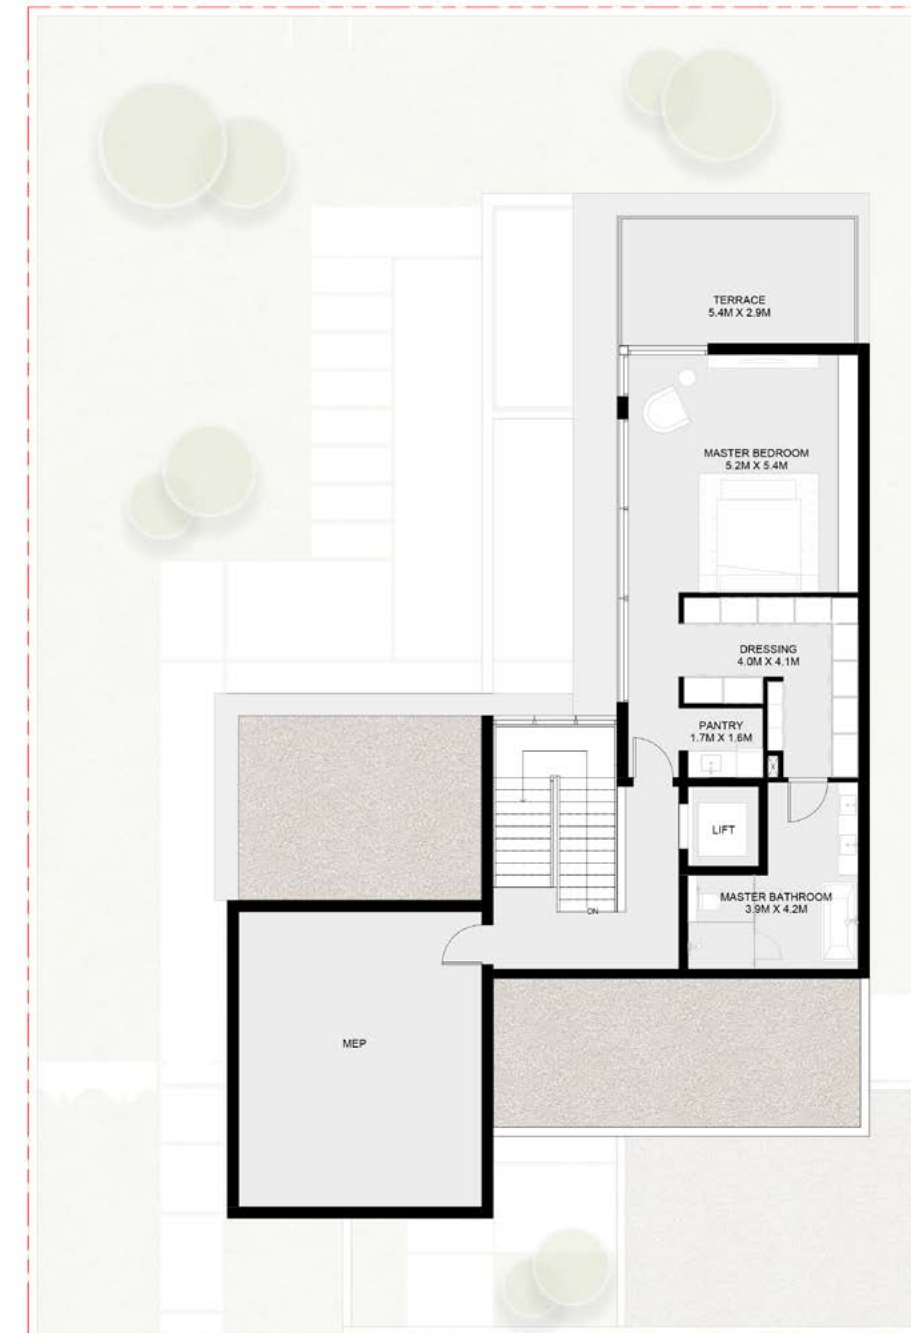 TERRACE
5.4M X 2.9M
MASTER BEDROOM
5.2M X 5.4M
DRESSING
4.0M X 4.1M
PANTRY
1.7M X 1.6M
LIFT
MASTER BATHROOM
3.9M X 4.2M
DN
MEP